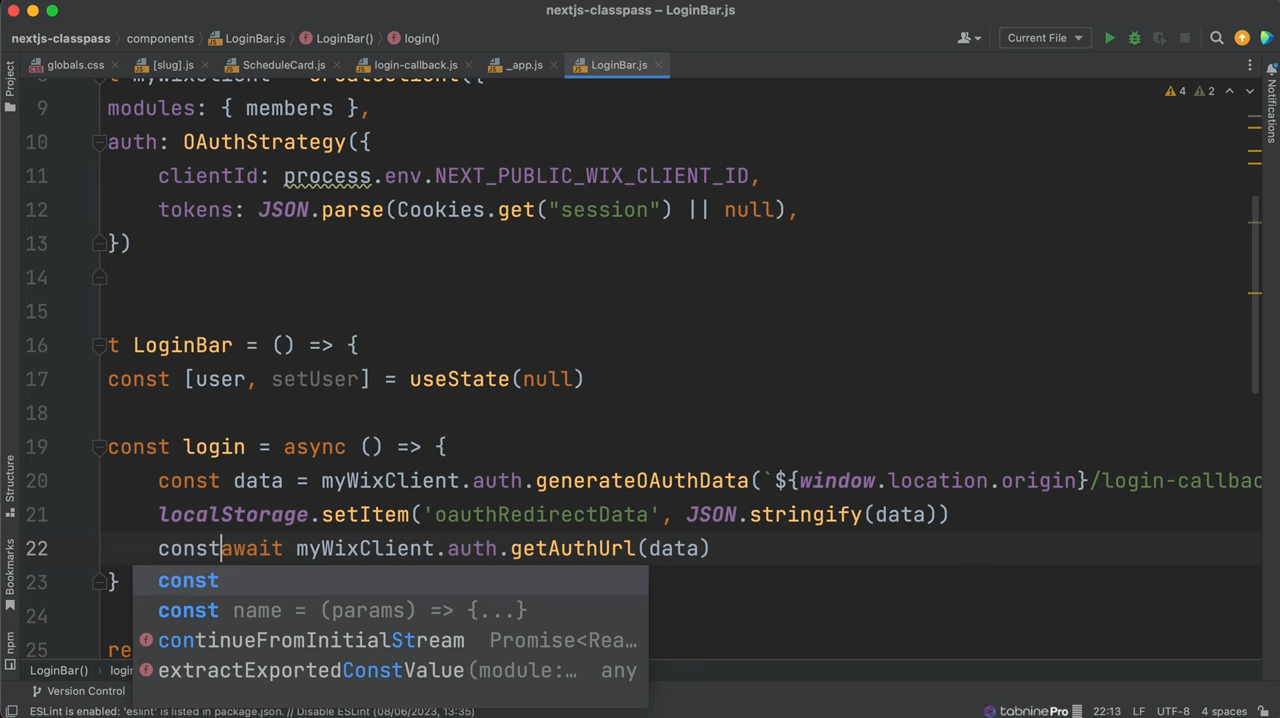 nextjs-classpass – LoginBar.js
nextjs-classpass components LoginBar.js LoginBar() login() Current File
globals.css [slug].js ScheduleCard.js login-callback.js _app.js LoginBar.js
Project
Notifications
Structure
Bookmarks
npm
4 2
9 modules: { members },
10 auth: OAuthStrategy({
11 clientId: process.env.NEXT_PUBLIC_WIX_CLIENT_ID,
12 tokens: JSON.parse(Cookies.get("session") || null),
13 })
14
15
16 t LoginBar = () => {
17 const [user, setUser] = useState(null)
18
19 const login = async () => {
20 const data = myWixClient.auth.generateOAuthData(`${window.location.origin}/login-callbac
21 localStorage.setItem('oauthRedirectData', JSON.stringify(data))
22 constawait myWixClient.auth.getAuthUrl(data)
23 }
const
const name = (params) => {...}
24
continueFromInitialStream Promise<Rea…
25 re
extractExportedConstValue(module:… any
LoginBar() login
Version Control
ESLint is enabled: 'eslint' is listed in package.json. // Disable ESLint (08/06/2023, 13:35) tabnine Pro 22:13 LF UTF-8 4 spaces